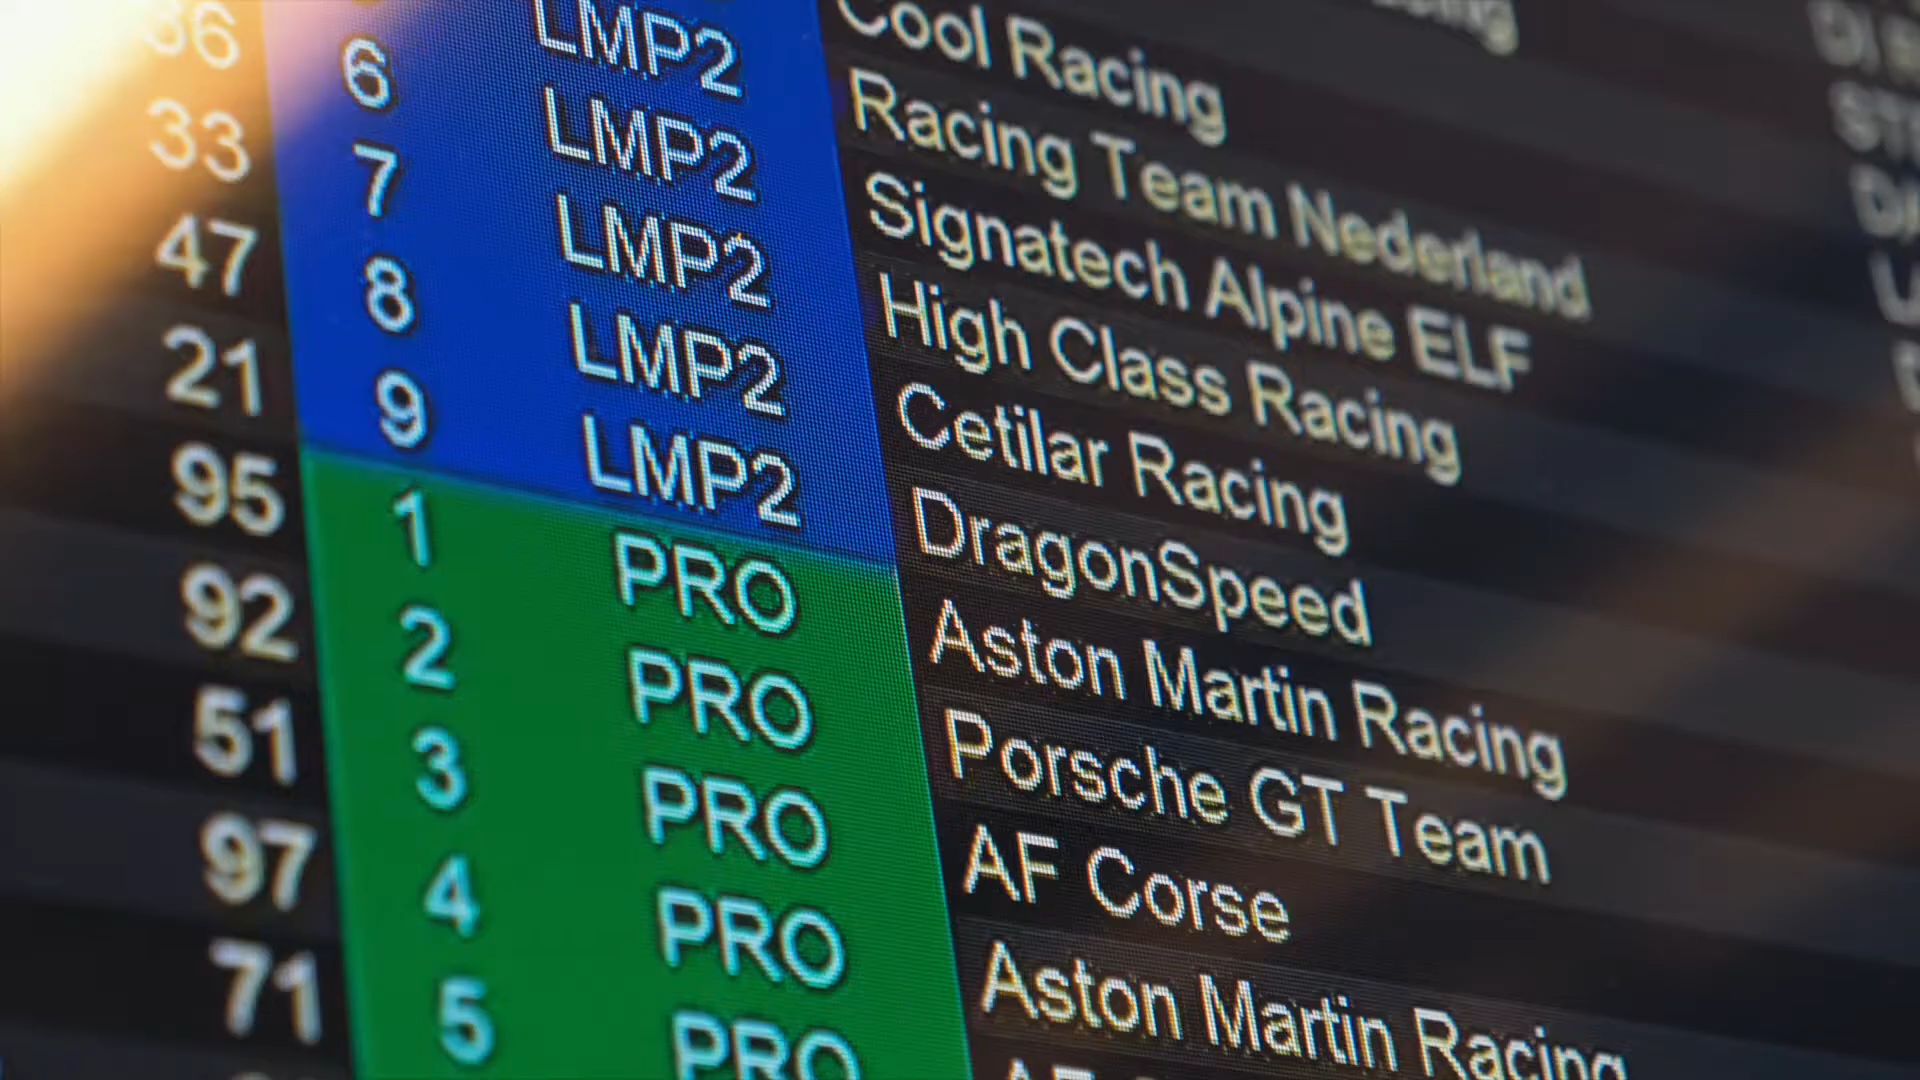 Cool Racing
LMP2 Racing Team Nederland
36 6 LMP2 Signatech Alpine ELF
33 7 LMP2 High Class Racing
47 8 LMP2 Cetilar Racing
21 9 LMP2 DragonSpeed
95 1 PRO Aston Martin Racing
92 2 PRO Porsche GT Team
51 3 PRO AF Corse
97 4 PRO Aston Martin Racing
71 5 PRO AF